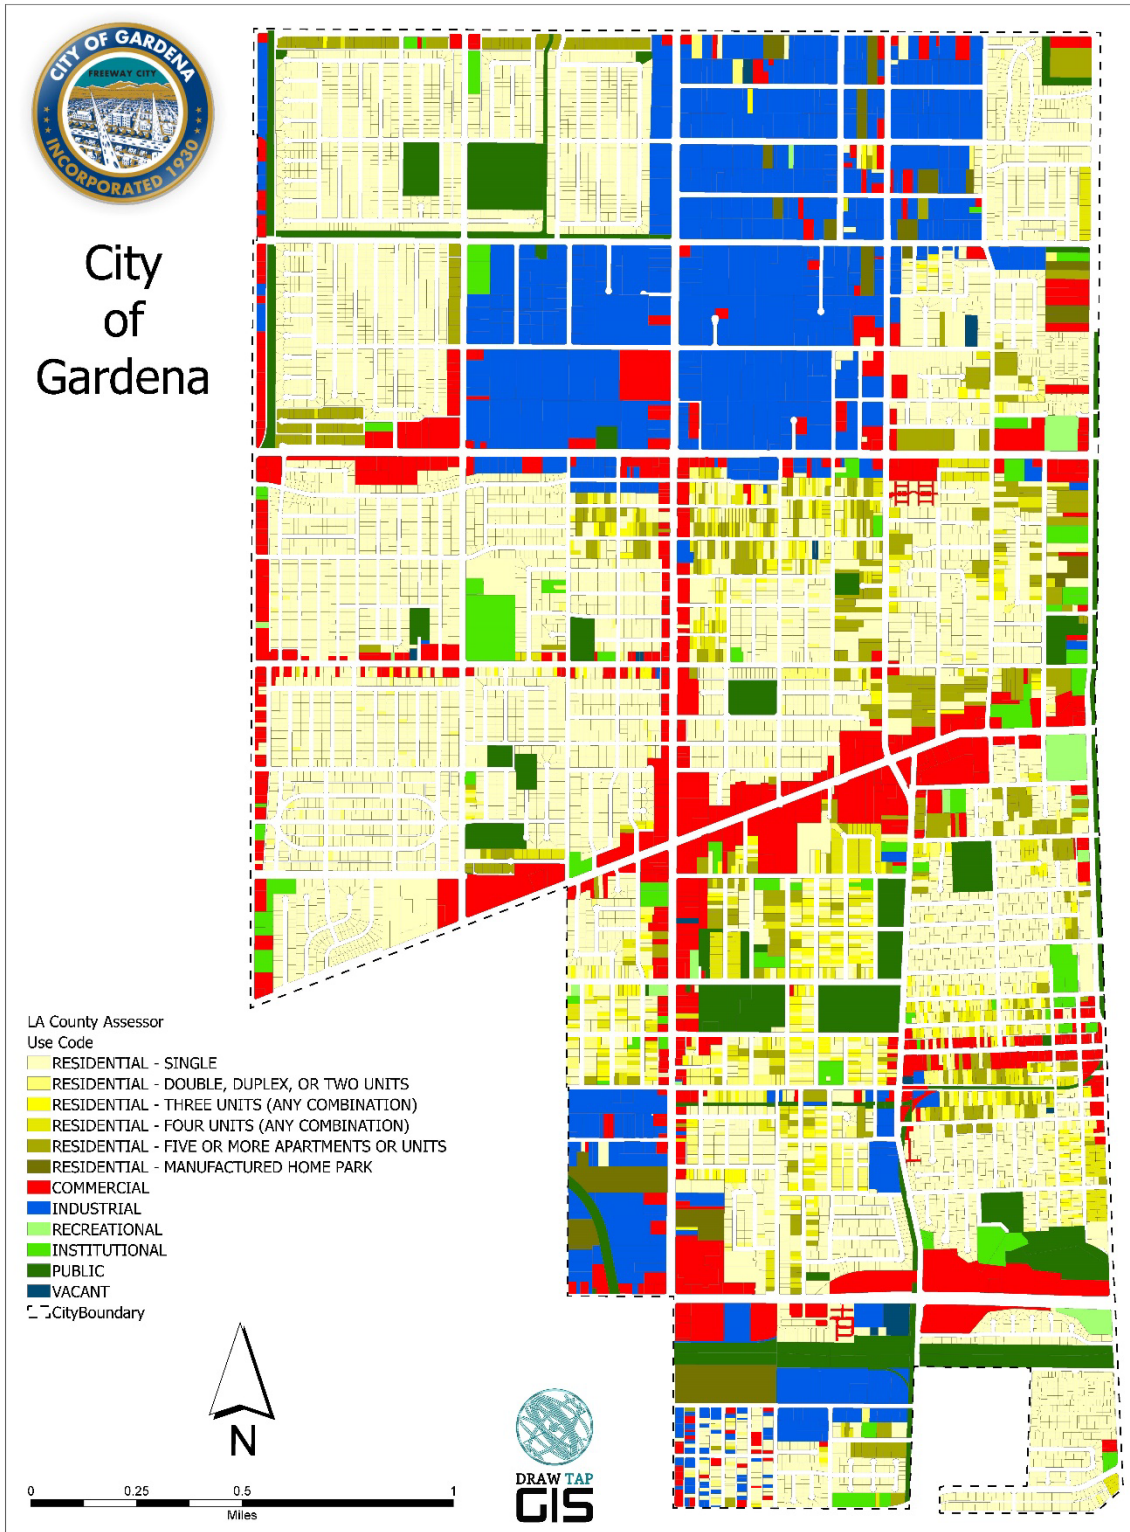 CITY OF GARDENA
FREEWAY CITY
INCORPORATED 1930
City
of
Gardena
LA County Assessor
Use Code
RESIDENTIAL - SINGLE
RESIDENTIAL - DOUBLE, DUPLEX, OR TWO UNITS
RESIDENTIAL - THREE UNITS (ANY COMBINATION)
RESIDENTIAL - FOUR UNITS (ANY COMBINATION)
RESIDENTIAL - FIVE OR MORE APARTMENTS OR UNITS
RESIDENTIAL - MANUFACTURED HOME PARK
COMMERCIAL
INDUSTRIAL
RECREATIONAL
INSTITUTIONAL
PUBLIC
VACANT
CityBoundary
N
0 0.25 0.5 1
Miles
DRAW TAP
GIS